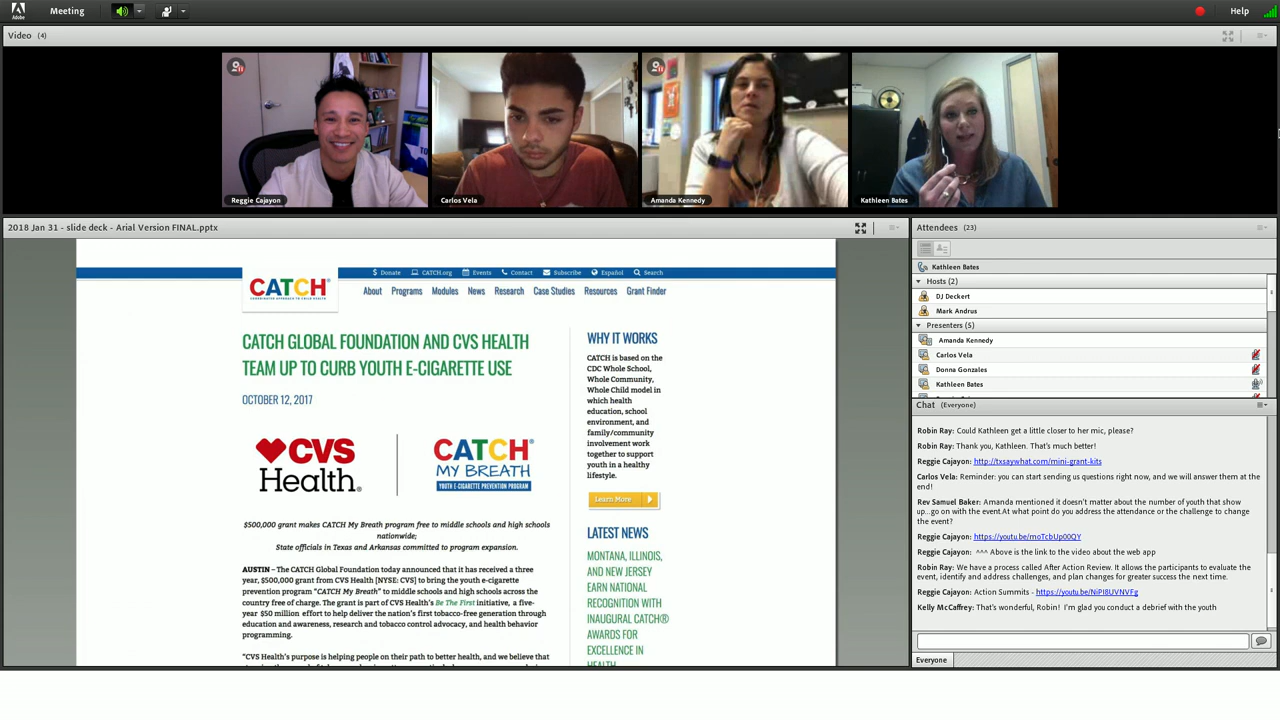 Adobe
Meeting
Help
Video (4)
Reggie Cajayon
Carlos Vela
Amanda Kennedy
Kathleen Bates
2018 Jan 31 - slide deck - Arial Version FINAL.pptx
Donate
CATCH.org
Events
Contact
Subscribe
Español
Search
CATCH®
COORDINATED APPROACH TO CHILD HEALTH
About
Programs
Modules
News
Research
Case Studies
Resources
Grant Finder
CATCH GLOBAL FOUNDATION AND CVS HEALTH
TEAM UP TO CURB YOUTH E-CIGARETTE USE
OCTOBER 12, 2017
CVS
Health.
CATCH®
MY BREATH
YOUTH E-CIGARETTE PREVENTION PROGRAM
$500,000 grant makes CATCH My Breath program free to middle schools and high schools
nationwide;
State officials in Texas and Arkansas committed to program expansion.
AUSTIN – The CATCH Global Foundation today announced that it has received a three
year, $500,000 grant from CVS Health [NYSE: CVS] to bring the youth e-cigarette
prevention program "CATCH My Breath" to middle schools and high schools across the
country free of charge. The grant is part of CVS Health's Be The First initiative, a five-
year $50 million effort to help deliver the nation's first tobacco-free generation through
education and awareness, research and tobacco control advocacy, and health behavior
programming.
"CVS Health's purpose is helping people on their path to better health, and we believe that
WHY IT WORKS
CATCH is based on the
CDC Whole School,
Whole Community,
Whole Child model in
which health
education, school
environment, and
family/community
involvement work
together to support
youth in a healthy
lifestyle.
Learn More
LATEST NEWS
MONTANA, ILLINOIS,
AND NEW JERSEY
EARN NATIONAL
RECOGNITION WITH
INAUGURAL CATCH®
AWARDS FOR
EXCELLENCE IN
HEALTH
Attendees (23)
Kathleen Bates
Hosts (2)
DJ Deckert
Mark Andrus
Presenters (5)
Amanda Kennedy
Carlos Vela
Donna Gonzales
Kathleen Bates
Chat (Everyone)
Robin Ray: Could Kathleen get a little closer to her mic, please?
Robin Ray: Thank you, Kathleen. That's much better!
Reggie Cajayon: http://txsaywhat.com/mini-grant-kits
Carlos Vela: Reminder: you can start sending us questions right now, and we will answer them at the
end!
Rev Samuel Baker: Amanda mentioned it doesn't matter about the number of youth that show
up...go on with the event.At what point do you address the attendance or the challenge to change
the event?
Reggie Cajayon: https://youtu.be/moTcbUp00QY
Reggie Cajayon: ^^^ Above is the link to the video about the web app
Robin Ray: We have a process called After Action Review. It allows the participants to evaluate the
event, identify and address challenges, and plan changes for greater success the next time.
Reggie Cajayon: Action Summits - https://youtu.be/NiPI8UVNVFg
Kelly McCaffrey: That's wonderful, Robin! I'm glad you conduct a debrief with the youth
Everyone